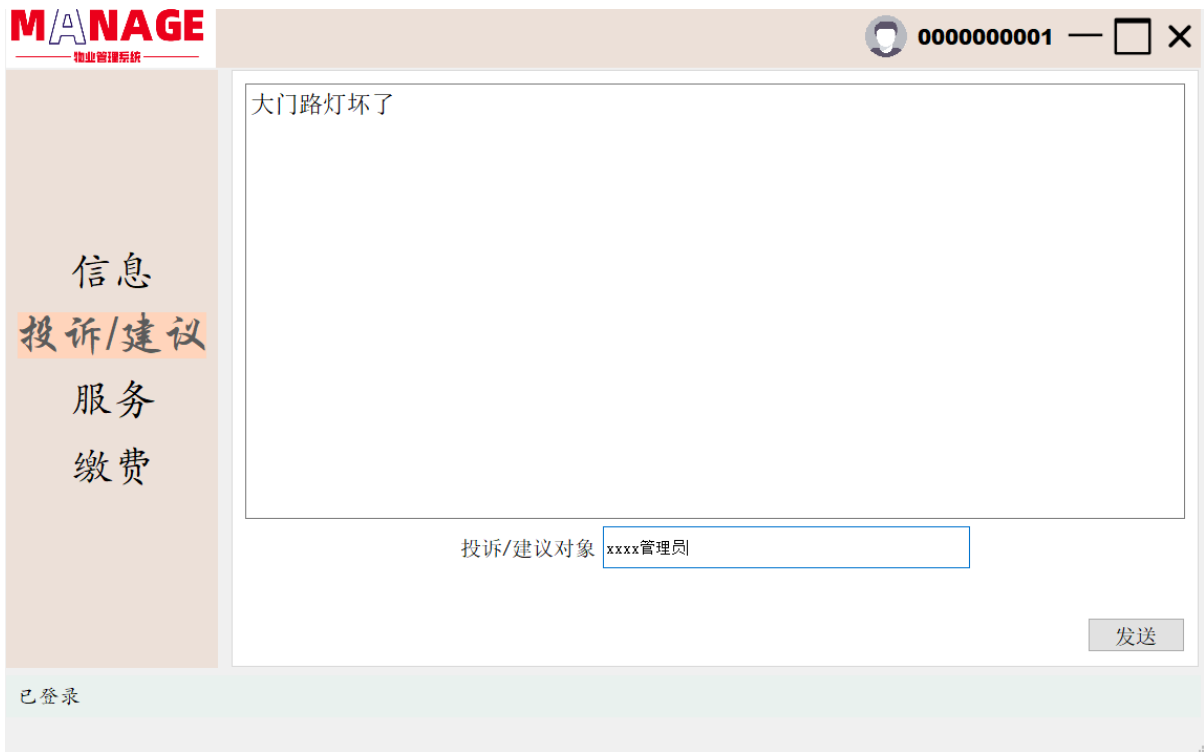 MANAGE
物业管理系统
0000000001
大门路灯坏了
信息
投诉/建议
服务
缴费
投诉/建议对象 xxxx管理员
发送
已登录